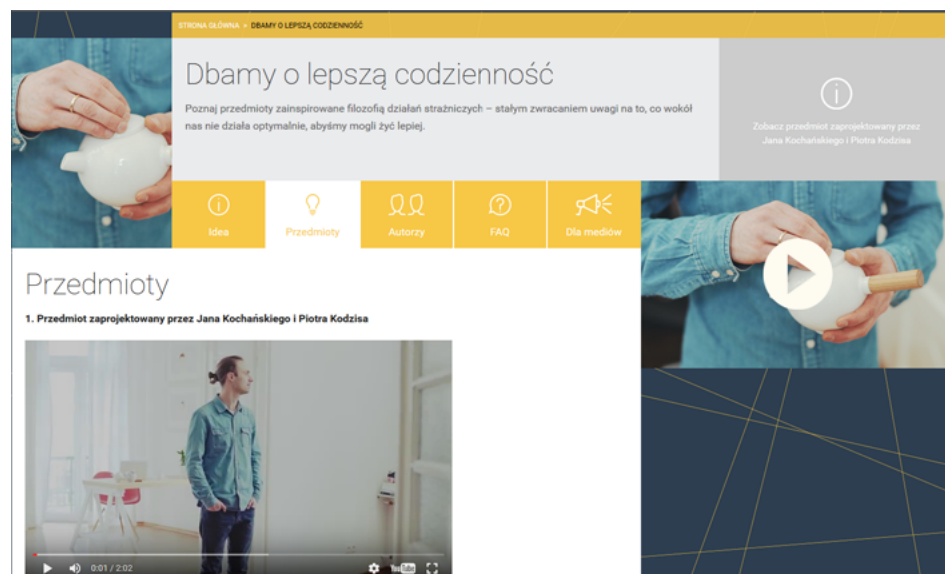 STRONA GŁÓWNA » DBAMY O LEPSZĄ CODZIENNOŚĆ
Dbamy o lepszą codzienność
Poznaj przedmioty zainspirowane filozofią działań strażniczych – stałym zwracaniem uwagi na to, co wokół
nas nie działa optymalnie, abyśmy mogli żyć lepiej.
Zobacz przedmiot zaprojektowany przez
Jana Kochańskiego i Piotra Kodzisa
Idea
Przedmioty
Autorzy
FAQ
Dla mediów
Przedmioty
1. Przedmiot zaprojektowany przez Jana Kochańskiego i Piotra Kodzisa
0:01 / 2:02
YouTube